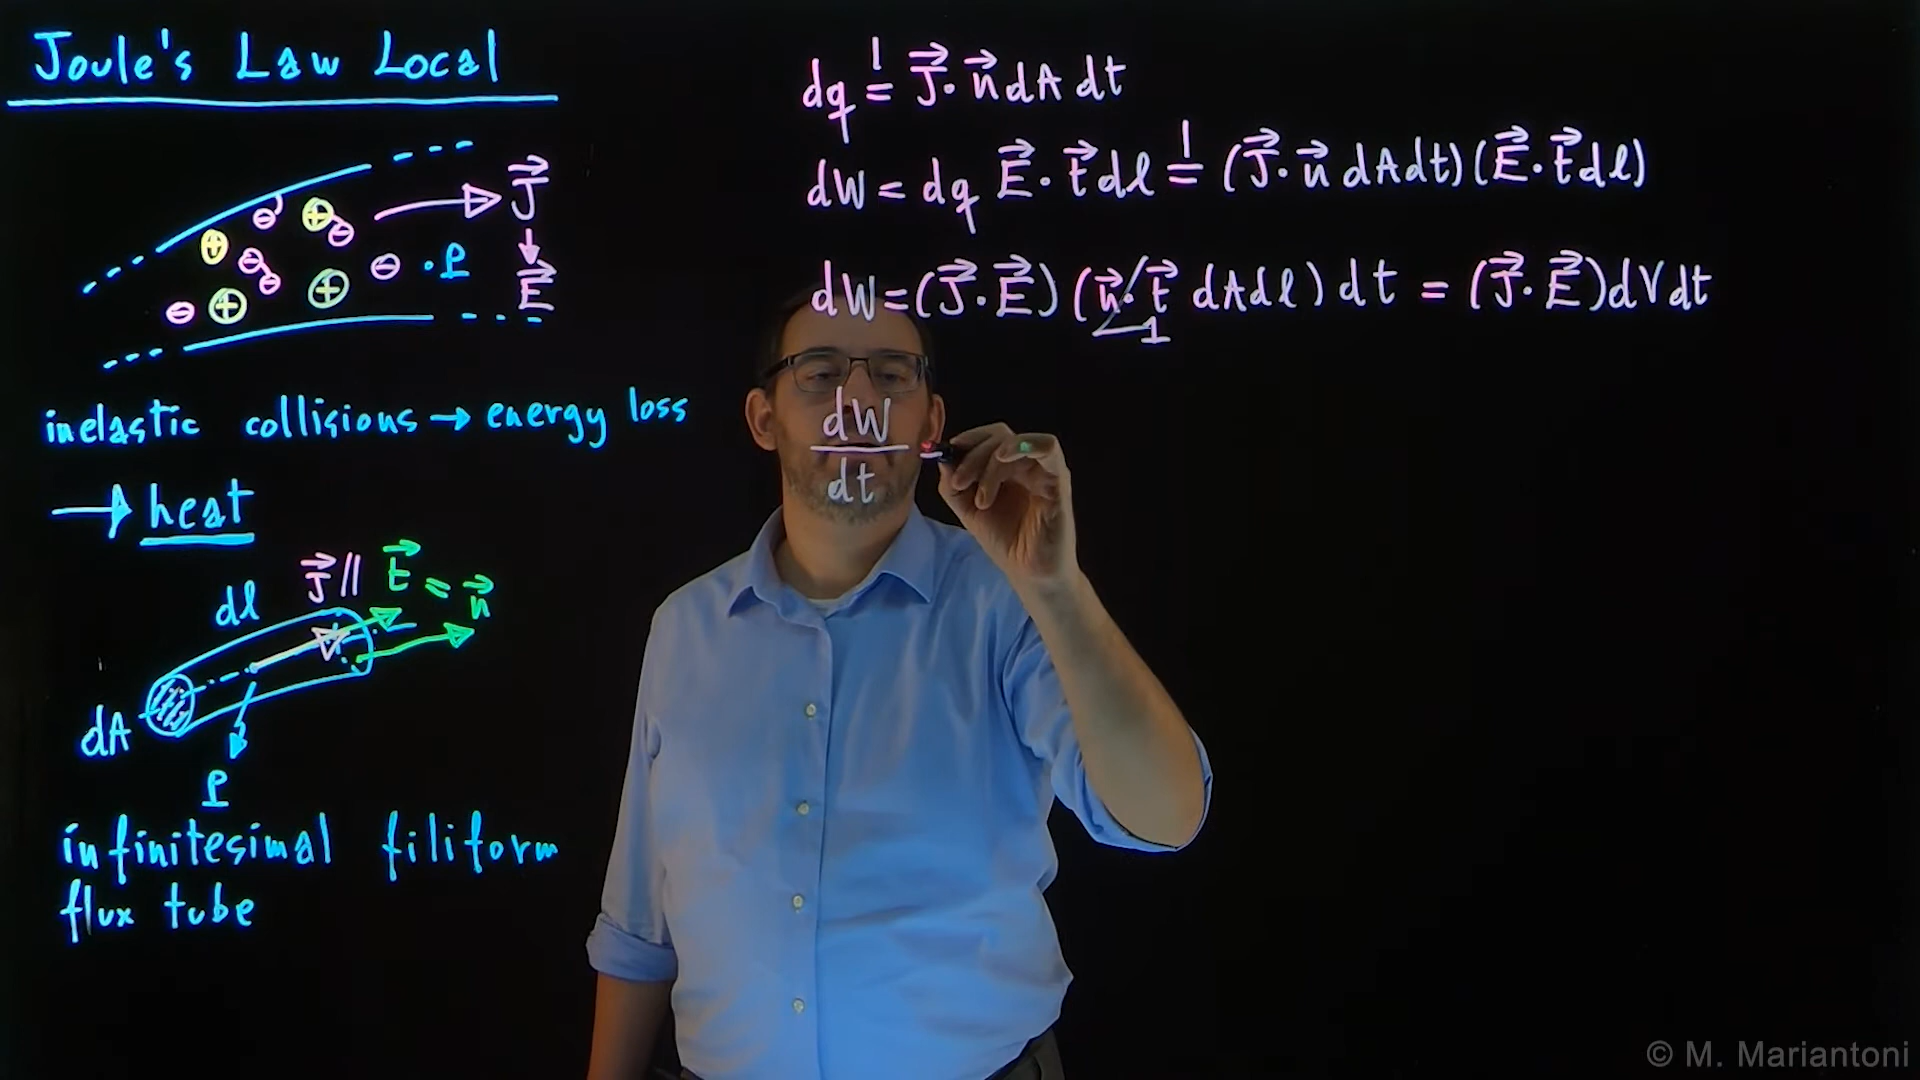 Joule's Law Local
J⃗
E⃗
P
inelastic collisions → energy loss
→ heat
dl
J⃗ ∥ t⃗ = n⃗
dA
P
infinitesimal filiform
flux tube
dq = J⃗ · n⃗ dA dt
dW = dq E⃗ · t⃗ dl = (J⃗ · n⃗ dA dt)(E⃗ · t⃗ dl)
dW = (J⃗ · E⃗)(n⃗ · t⃗ dA dl) dt = (J⃗ · E⃗) dV dt
1
dW
dt
© M. Mariantoni